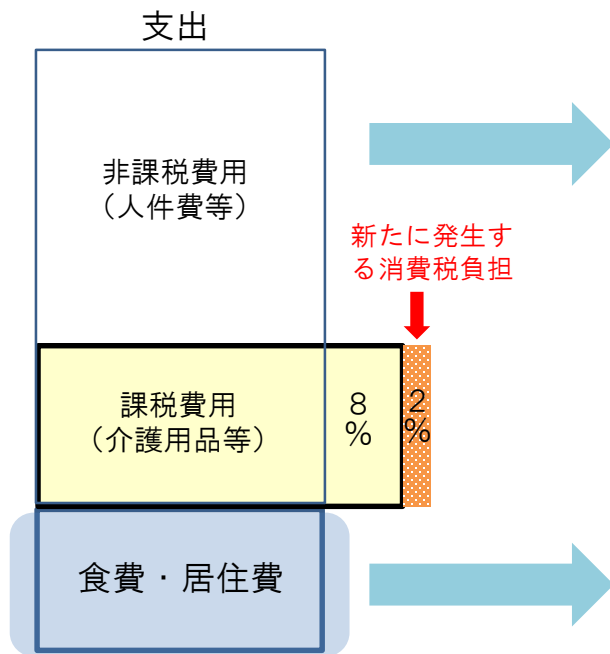 支出
非課税費用
（人件費等）
新たに発生す
る消費税負担
課税費用
（介護用品等）
８
％
２
％
食費・居住費